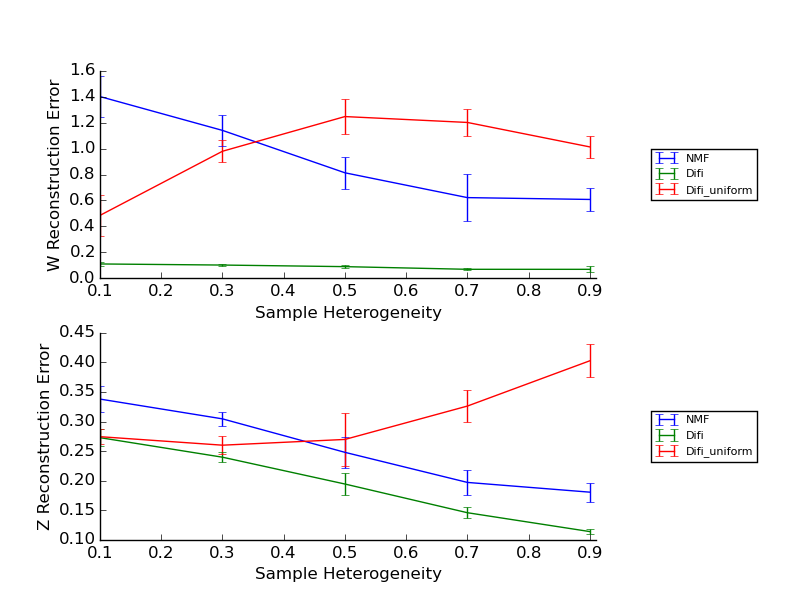 1.6
1.4
1.2
1.0
0.8
0.6
0.4
0.2
0.0
W Reconstruction Error
0.1 0.2 0.3 0.4 0.5 0.6 0.7 0.8 0.9
Sample Heterogeneity
NMF
Difi
Difi_uniform
0.45
0.40
0.35
0.30
0.25
0.20
0.15
0.10
Z Reconstruction Error
0.1 0.2 0.3 0.4 0.5 0.6 0.7 0.8 0.9
Sample Heterogeneity
NMF
Difi
Difi_uniform